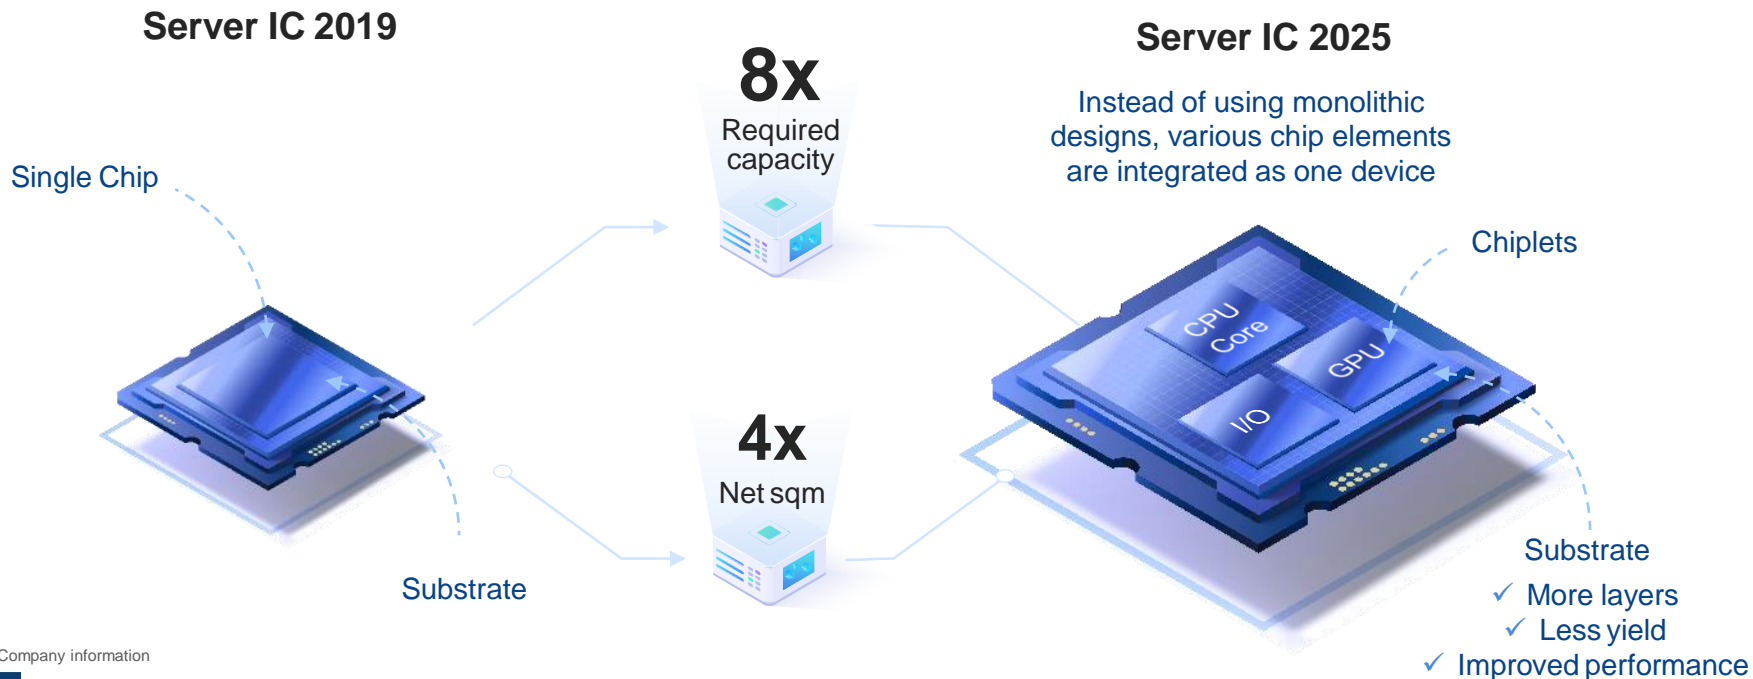 Server IC 2019
Single Chip
Substrate
8x
Required
capacity
4x
Net sqm
Server IC 2025
Instead of using monolithic
designs, various chip elements
are integrated as one device
Chiplets
CPU
Core
GPU
I/O
Substrate
✓ More layers
✓ Less yield
✓ Improved performance
Company information